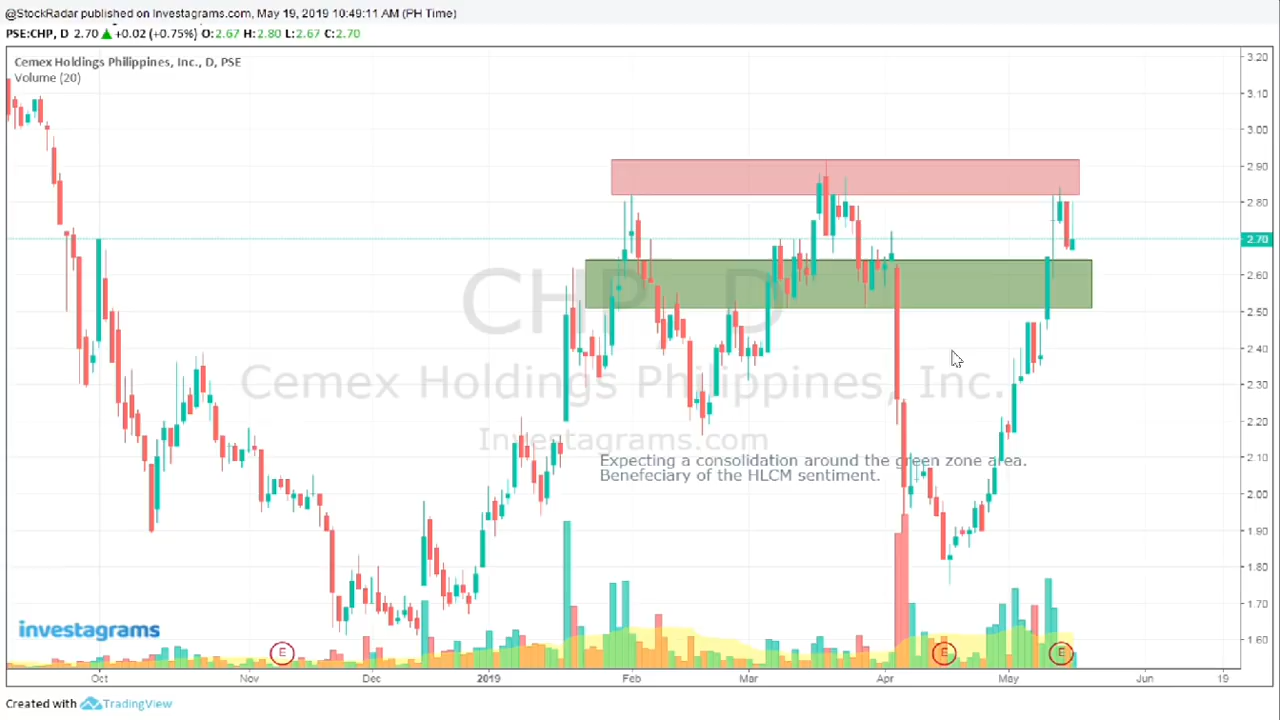 @StockRadar published on Investagrams.com, May 19, 2019 10:49:11 AM (PH Time)
PSE:CHP, D 2.70 ▲ +0.02 (+0.75%) O:2.67 H:2.80 L:2.67 C:2.70
Cemex Holdings Philippines, Inc., D, PSE
Volume (20)
3.20
3.10
3.00
2.90
2.80
2.70
2.60
2.50
2.40
2.30
2.20
2.10
2.00
1.90
1.80
1.70
1.60
CHP, D
Cemex Holdings Philippines, Inc.
Investagrams.com
Expecting a consolidation around the green zone area.
Benefeciary of the HLCM sentiment.
investagrams
E E E
Oct Nov Dec 2019 Feb Mar Apr May Jun 19
Created with TradingView